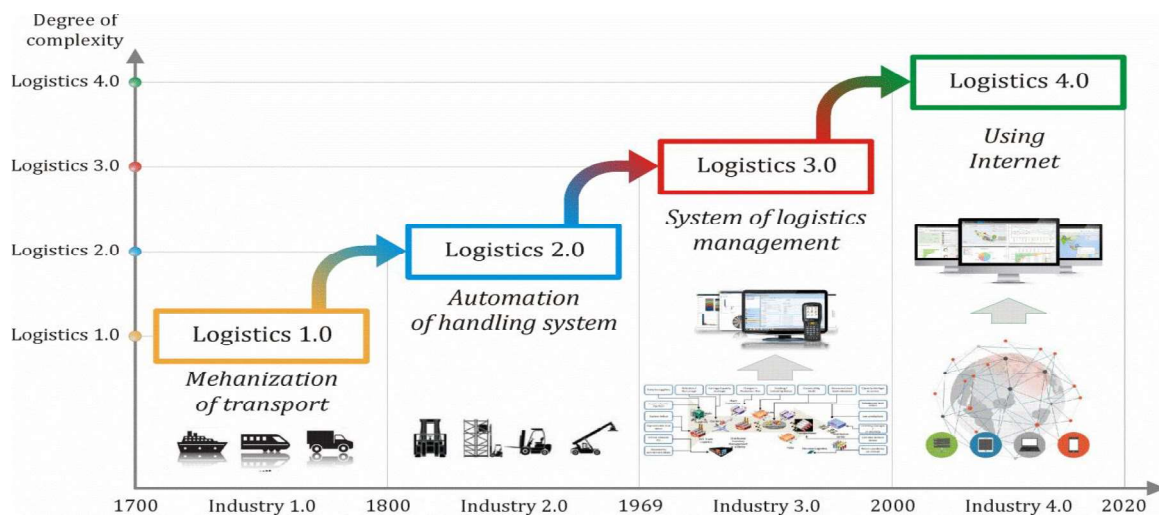 Degree of
complexity
Logistics 4.0
Logistics 4.0
Using
Internet
Logistics 3.0
Logistics 3.0
System of logistics
management
Logistics 2.0
Logistics 2.0
Automation
of handling system
Logistics 1.0
Logistics 1.0
Mehanization
of transport
1700 Industry 1.0 1800 Industry 2.0 1969 Industry 3.0 2000 Industry 4.0 2020